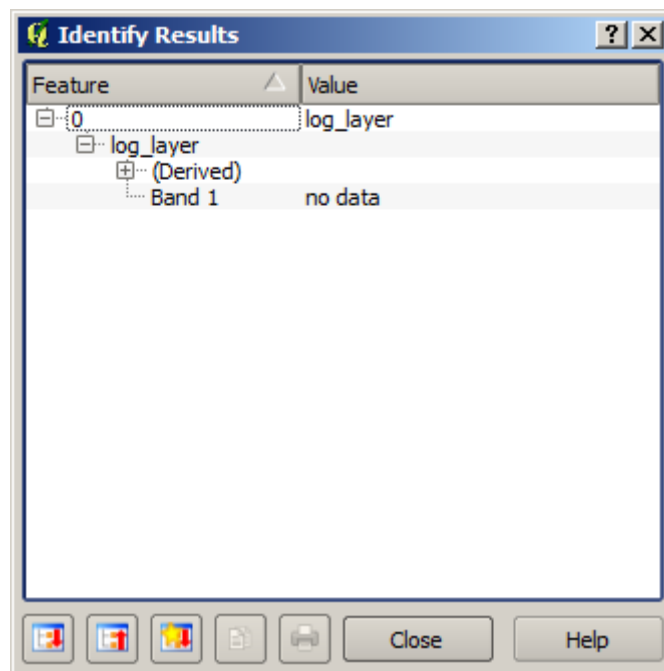 Identify Results
Feature Value
0 log_layer
log_layer
(Derived)
Band 1 no data
Close Help